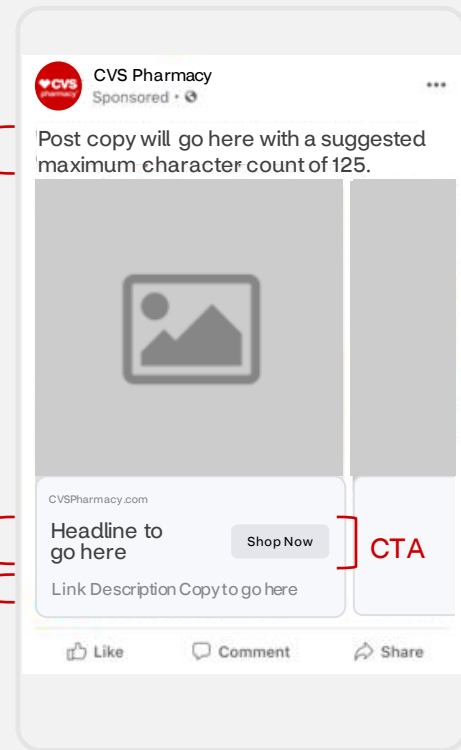 CVS Pharmacy
♥CVS
pharmacy
Sponsored •
Post copy will go here with a suggested
maximum character count of 125.
CVSPharmacy.com
Headline to
go here
Shop Now
CTA
Link Description Copy to go here
Like Comment Share